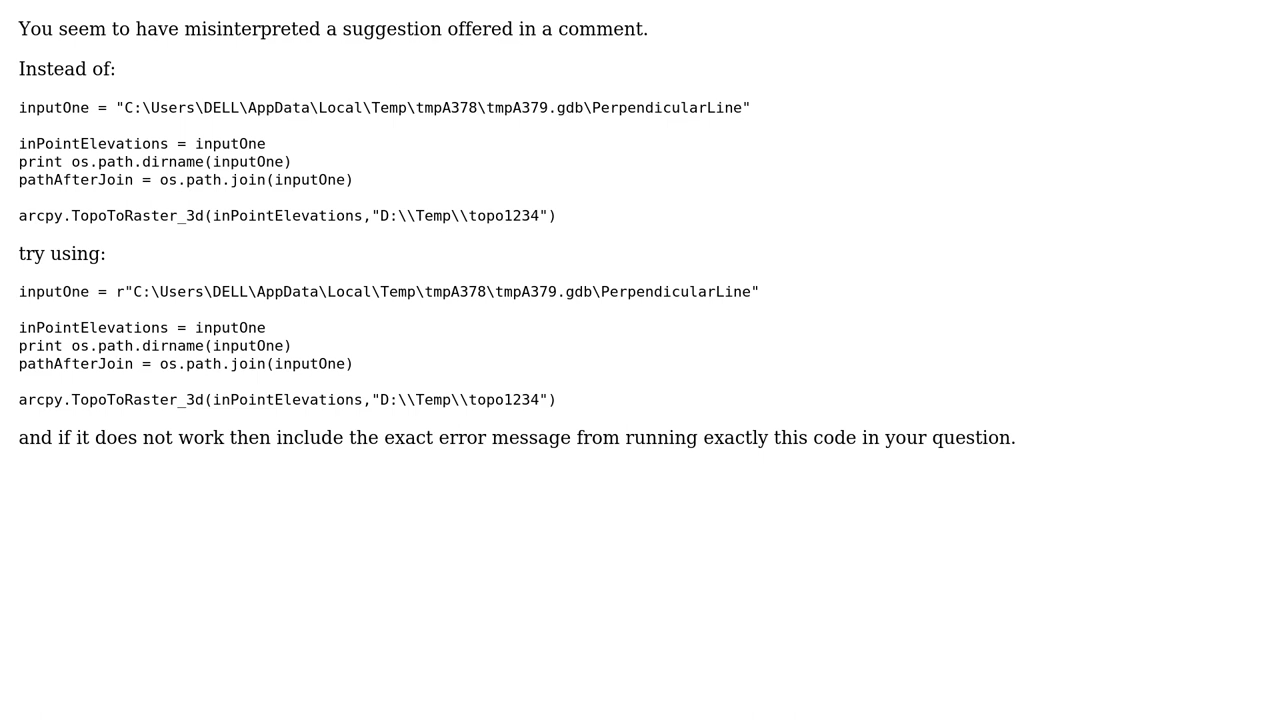 You seem to have misinterpreted a suggestion offered in a comment.
Instead of:
inputOne = "C:\Users\DELL\AppData\Local\Temp\tmpA378\tmpA379.gdb\PerpendicularLine"
inPointElevations = inputOne
print os.path.dirname(inputOne)
pathAfterJoin = os.path.join(inputOne)
arcpy.TopoToRaster_3d(inPointElevations,"D:\\Temp\\topo1234")
try using:
inputOne = r"C:\Users\DELL\AppData\Local\Temp\tmpA378\tmpA379.gdb\PerpendicularLine"
inPointElevations = inputOne
print os.path.dirname(inputOne)
pathAfterJoin = os.path.join(inputOne)
arcpy.TopoToRaster_3d(inPointElevations,"D:\\Temp\\topo1234")
and if it does not work then include the exact error message from running exactly this code in your question.